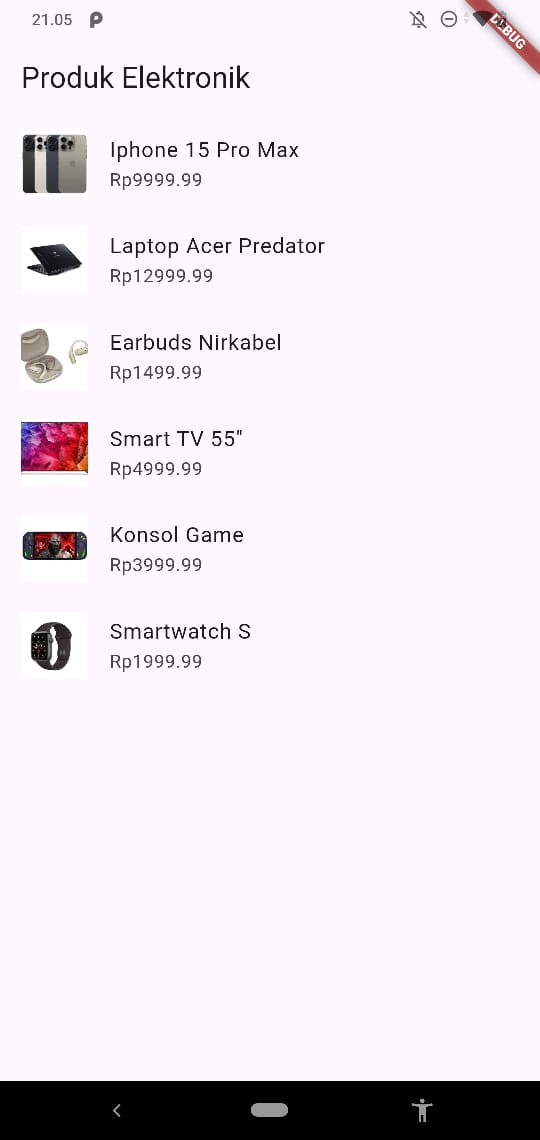 21.05
DEBUG
Produk Elektronik
Iphone 15 Pro Max
Rp9999.99
Laptop Acer Predator
Rp12999.99
Earbuds Nirkabel
Rp1499.99
Smart TV 55"
Rp4999.99
Konsol Game
Rp3999.99
Smartwatch S
Rp1999.99